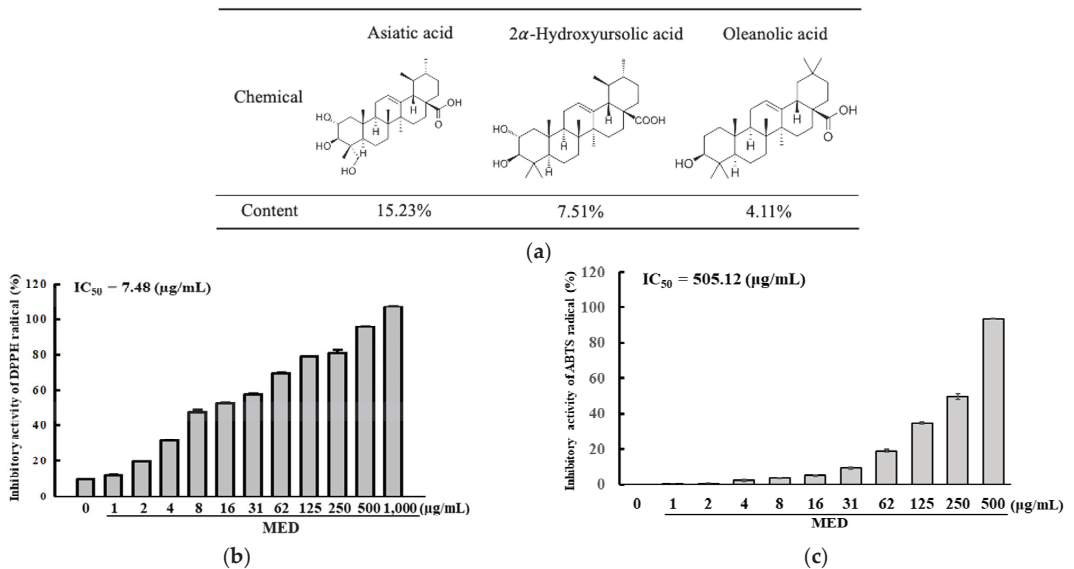 Asiatic acid 2α-Hydroxyursolic acid Oleanolic acid
Chemical
HO HO HO H H H OH O
HO HO H H H COOH
HO H H H OH O
Content 15.23% 7.51% 4.11%
(a)
IC50 – 7.48 (μg/mL)
Inhibitory activity of DPPH radical (%)
120
100
80
60
40
20
0
0 1 2 4 8 16 31 62 125 250 500 1,000 (μg/mL)
MED
(b)
IC50 = 505.12 (μg/mL)
Inhibitory activity of ABTS radical (%)
120
100
80
60
40
20
0
0 1 2 4 8 16 31 62 125 250 500 (μg/mL)
MED
(c)